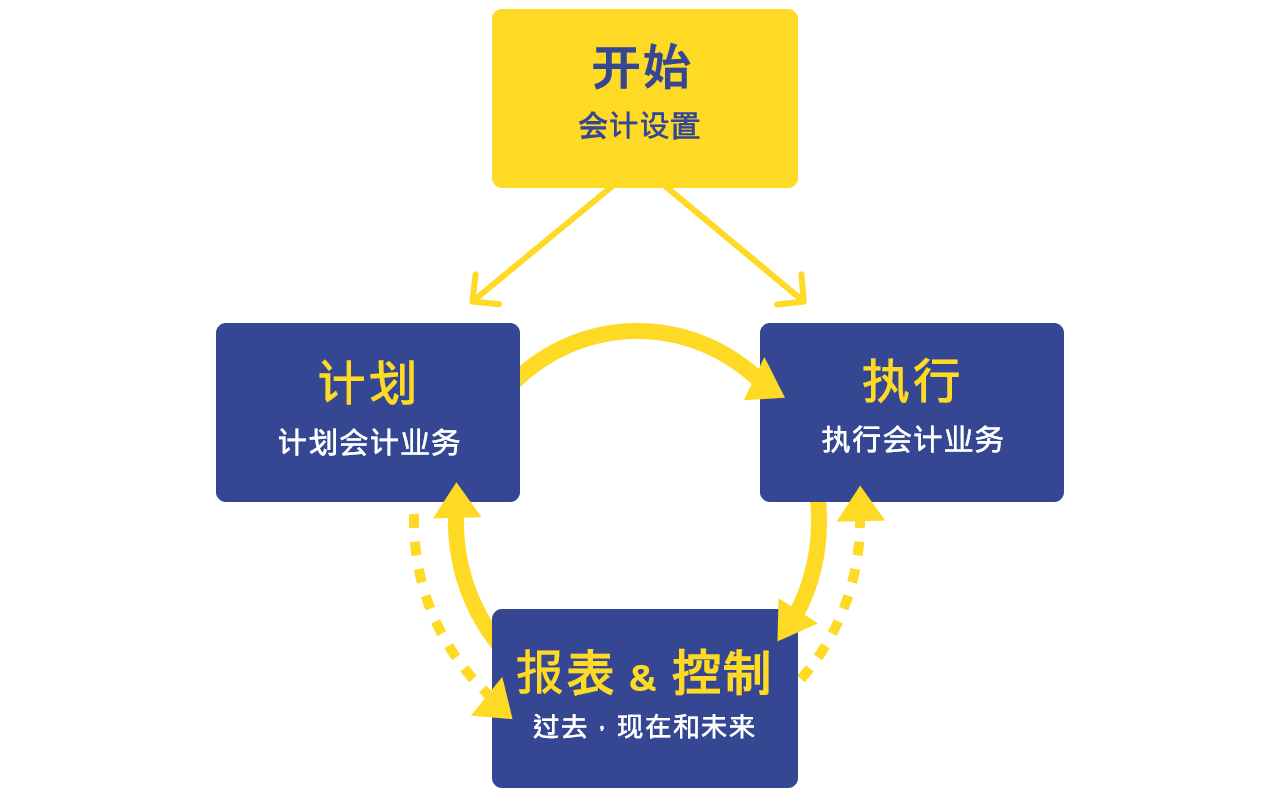 开始
会计设置
计划
计划会计业务
执行
执行会计业务
报表 & 控制
过去，现在和未来